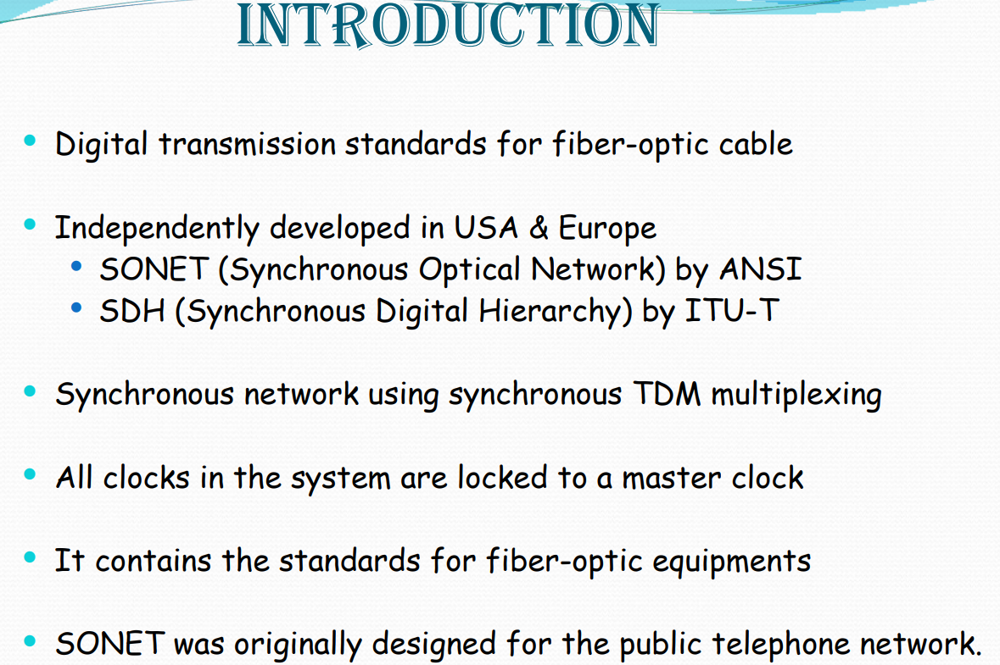 INTRODUCTION
• Digital transmission standards for fiber-optic cable
• Independently developed in USA & Europe
• SONET (Synchronous Optical Network) by ANSI
• SDH (Synchronous Digital Hierarchy) by ITU-T
• Synchronous network using synchronous TDM multiplexing
• All clocks in the system are locked to a master clock
• It contains the standards for fiber-optic equipments
• SONET was originally designed for the public telephone network.